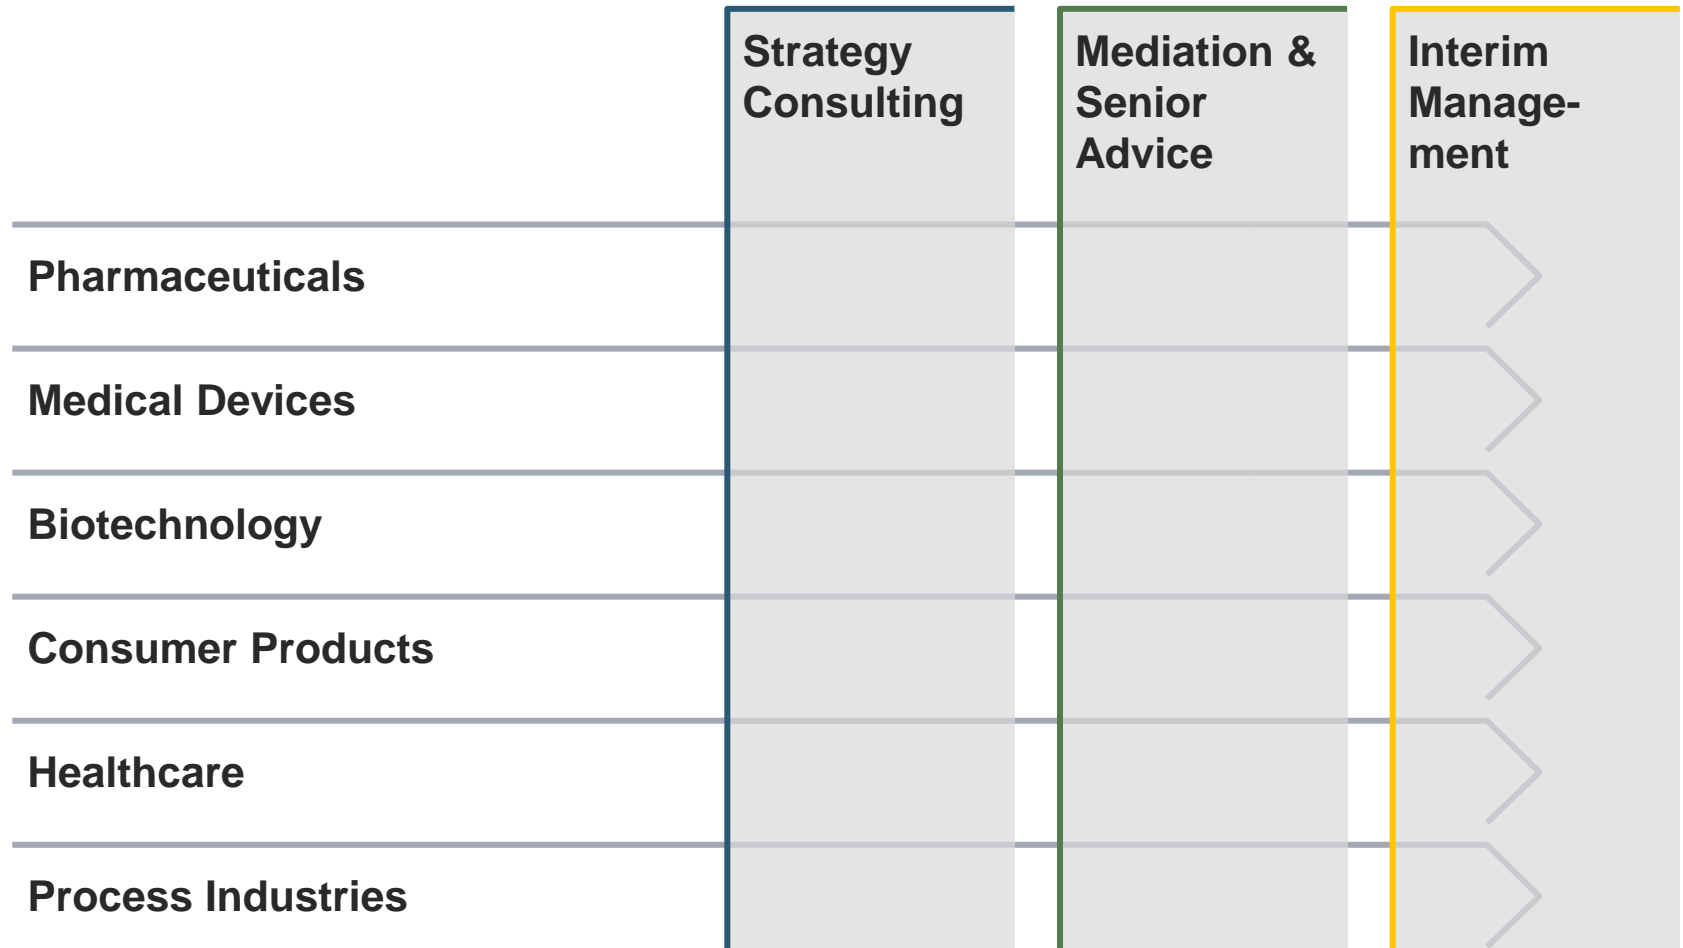 Strategy
Consulting
Mediation &
Senior
Advice
Interim
Manage-
ment
Pharmaceuticals
Medical Devices
Biotechnology
Consumer Products
Healthcare
Process Industries